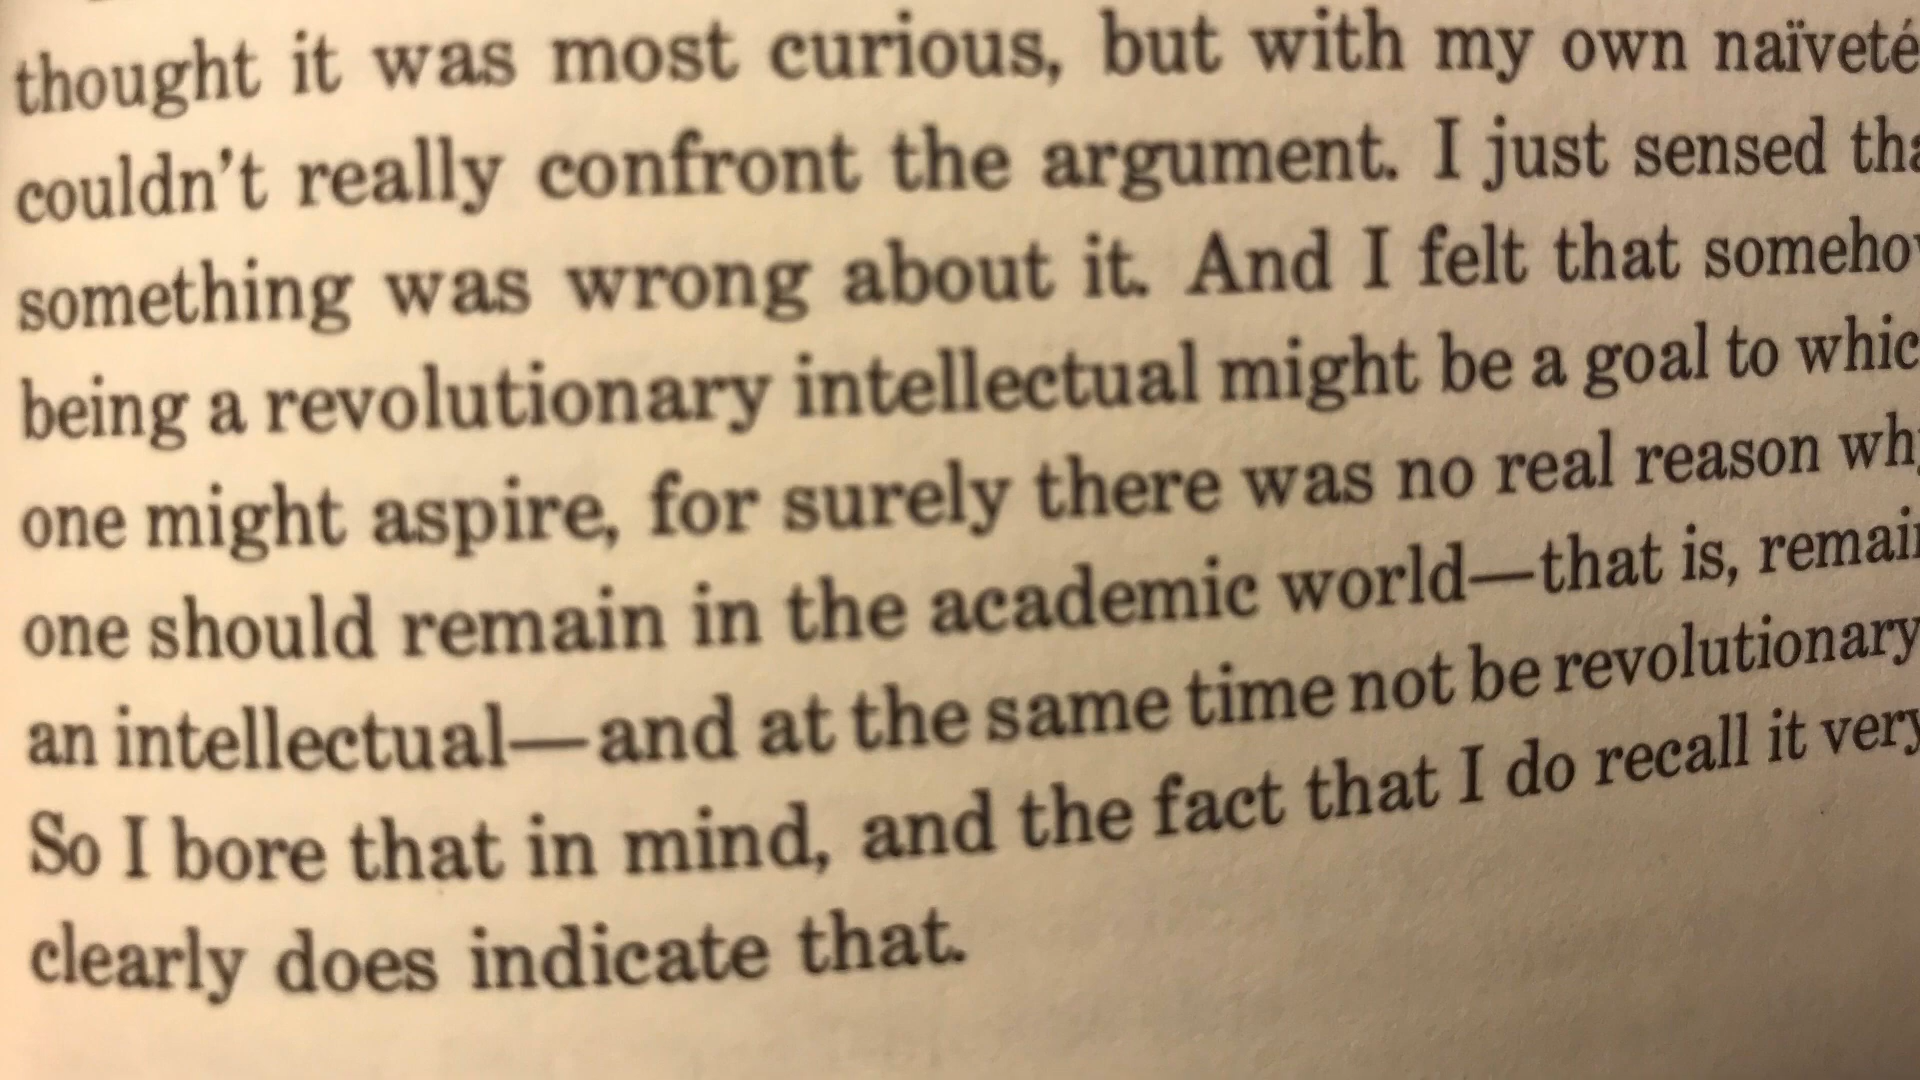 thought it was most curious, but with my own naïveté
couldn't really confront the argument. I just sensed tha
something was wrong about it. And I felt that someho
being a revolutionary intellectual might be a goal to whic
one might aspire, for surely there was no real reason why
one should remain in the academic world—that is, remain
an intellectual—and at the same time not be revolutionary
So I bore that in mind, and the fact that I do recall it very
clearly does indicate that.